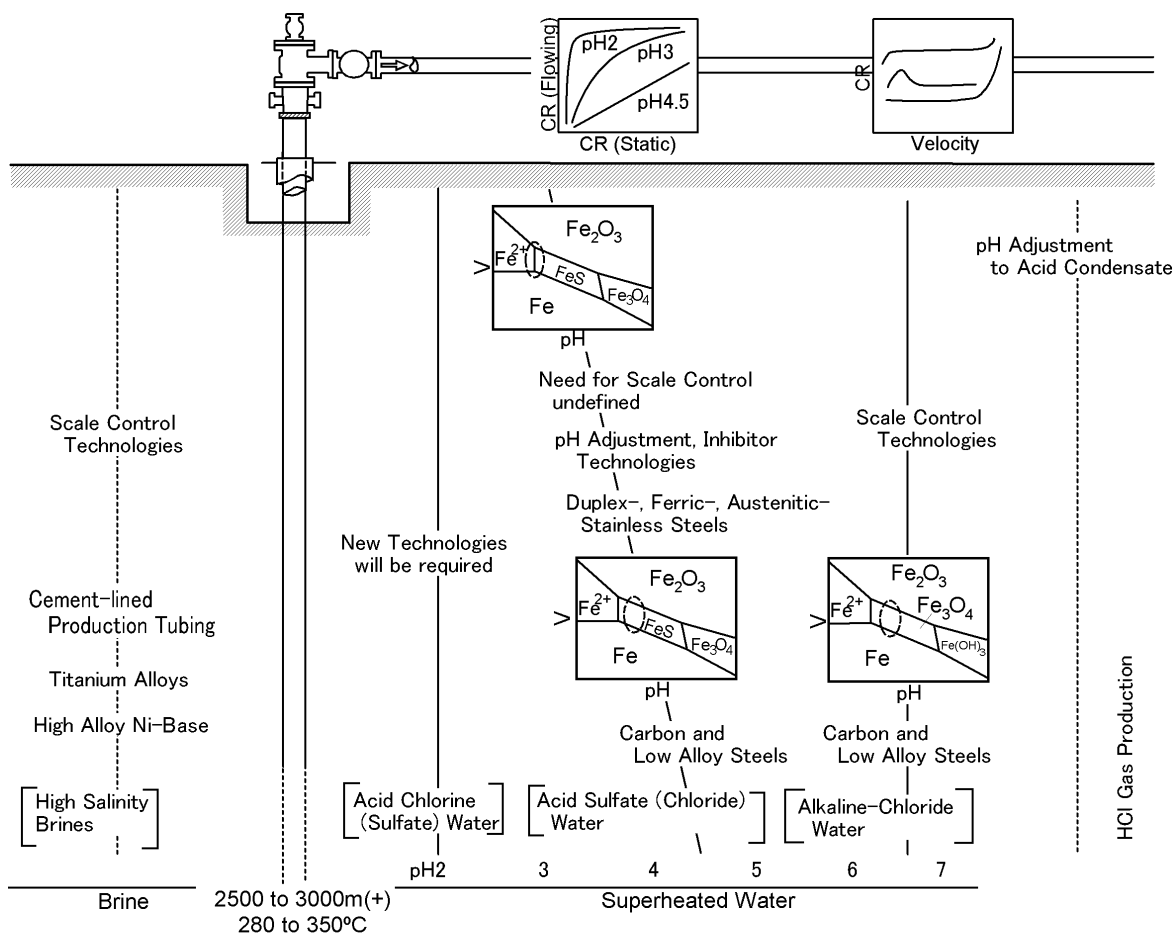 CR (Flowing)
pH2
pH3
pH4.5
CR (Static)
CR
Velocity
Fe2O3
Fe2+
FeS
Fe3O4
Fe
V
pH
pH Adjustment
to Acid Condensate
Need for Scale Control
undefined
Scale Control
Technologies
pH Adjustment, Inhibitor
Technologies
Scale Control
Technologies
Duplex-, Ferric-, Austenitic-
Stainless Steels
New Technologies
will be required
Cement-lined
Production Tubing
Fe2O3
Fe2+
FeS
Fe3O4
Fe
V
pH
Fe2O3
Fe2+
Fe3O4
Fe(OH)3
Fe
V
pH
Titanium Alloys
High Alloy Ni-Base
Carbon and
Low Alloy Steels
Carbon and
Low Alloy Steels
HCl Gas Production
High Salinity
Brines
Acid Chlorine
(Sulfate) Water
Acid Sulfate (Chloride)
Water
Alkaline-Chloride
Water
pH2 3 4 5 6 7
Brine
2500 to 3000m(+)
280 to 350ºC
Superheated Water